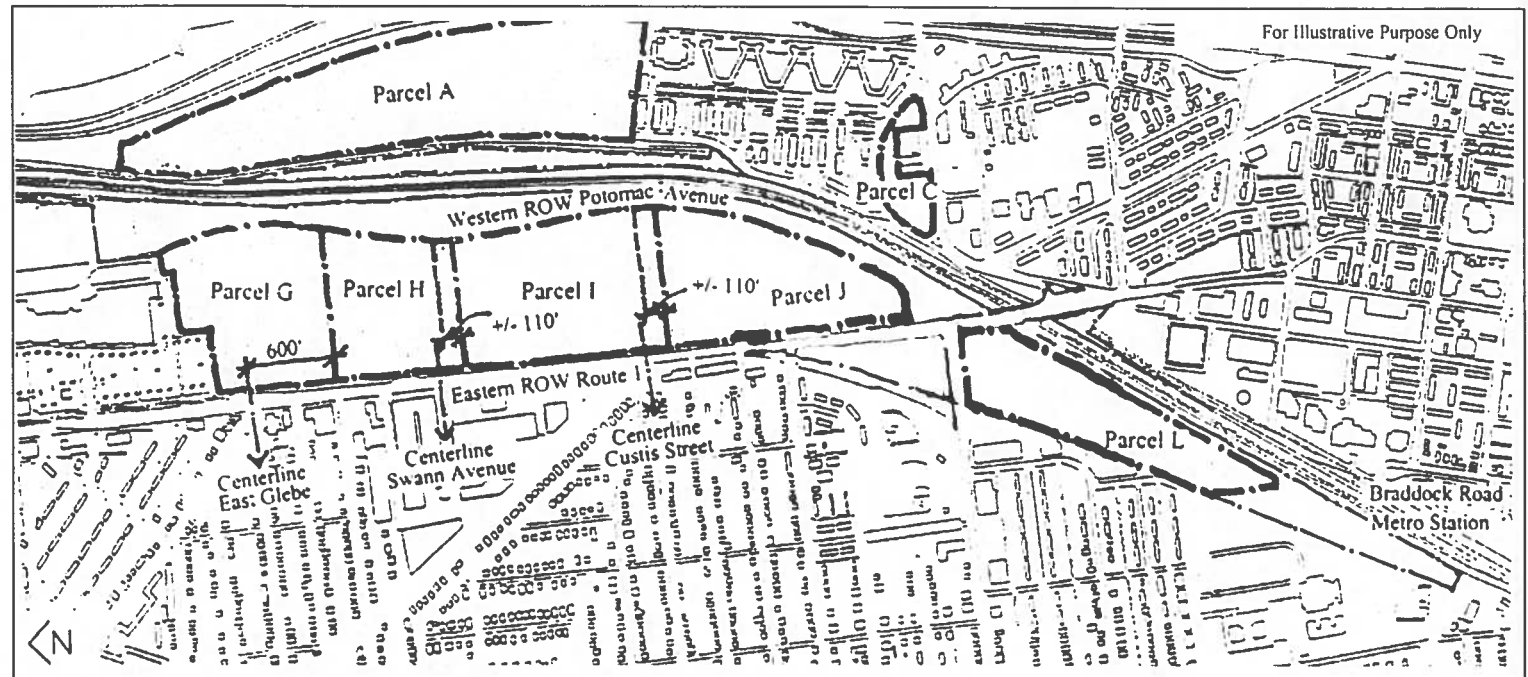 For Illustrative Purpose Only
Parcel A
Parcel C
Western ROW Potomac Avenue
Parcel G
Parcel H
Parcel I
Parcel J
+/- 110'
+/- 110'
600'
Eastern ROW Route 1
Centerline
East Glebe
Centerline
Swann Avenue
Centerline
Custis Street
Parcel L
Braddock Road
Metro Station
N